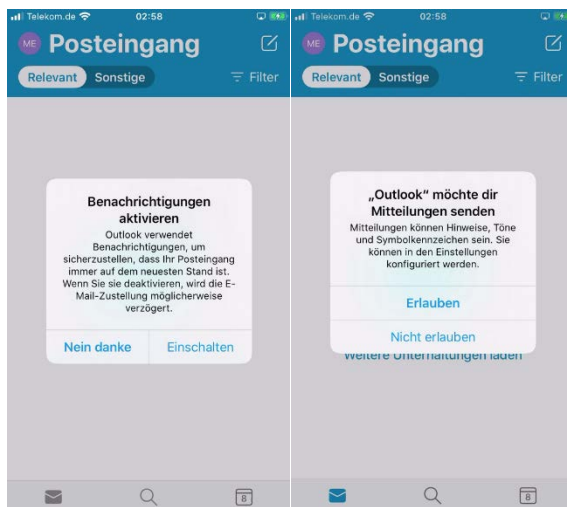 Telekom.de 02:58
ME Posteingang
Relevant Sonstige Filter
Benachrichtigungen
aktivieren
Outlook verwendet
Benachrichtigungen, um
sicherzustellen, dass Ihr Posteingang
immer auf dem neuesten Stand ist.
Wenn Sie sie deaktivieren, wird die E-
Mail-Zustellung möglicherweise
verzögert.
Nein danke Einschalten
8
Telekom.de 02:58
ME Posteingang
Relevant Sonstige Filter
„Outlook“ möchte dir
Mitteilungen senden
Mitteilungen können Hinweise, Töne
und Symbolkennzeichen sein. Sie
können in den Einstellungen
konfiguriert werden.
Erlauben
Nicht erlauben
Weitere Unterhaltungen laden
8